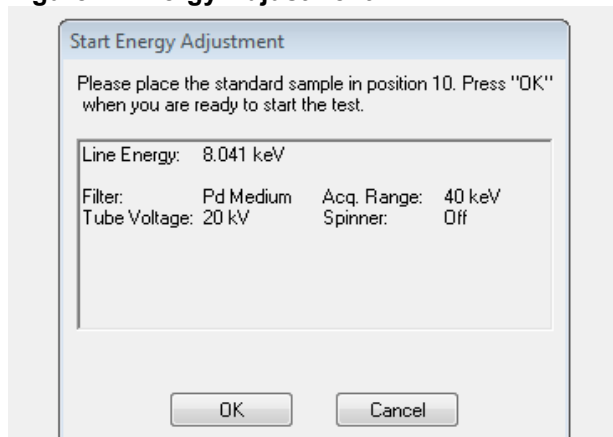 Start Energy Adjustment
Please place the standard sample in position 10. Press "OK"
when you are ready to start the test.
Line Energy: 8.041 keV
Filter: Pd Medium Acq. Range: 40 keV
Tube Voltage: 20 kV Spinner: Off
OK Cancel